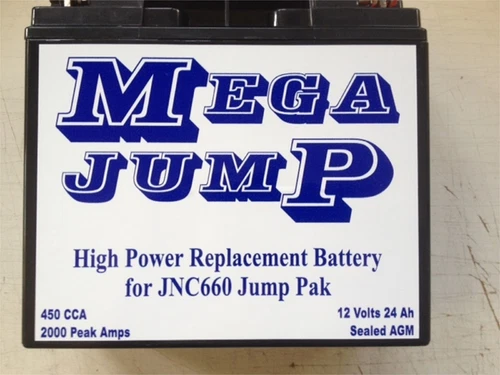 MEGA
JUMP
High Power Replacement Battery
for JNC660 Jump Pak
450 CCA
2000 Peak Amps
12 Volts 24 Ah
Sealed AGM